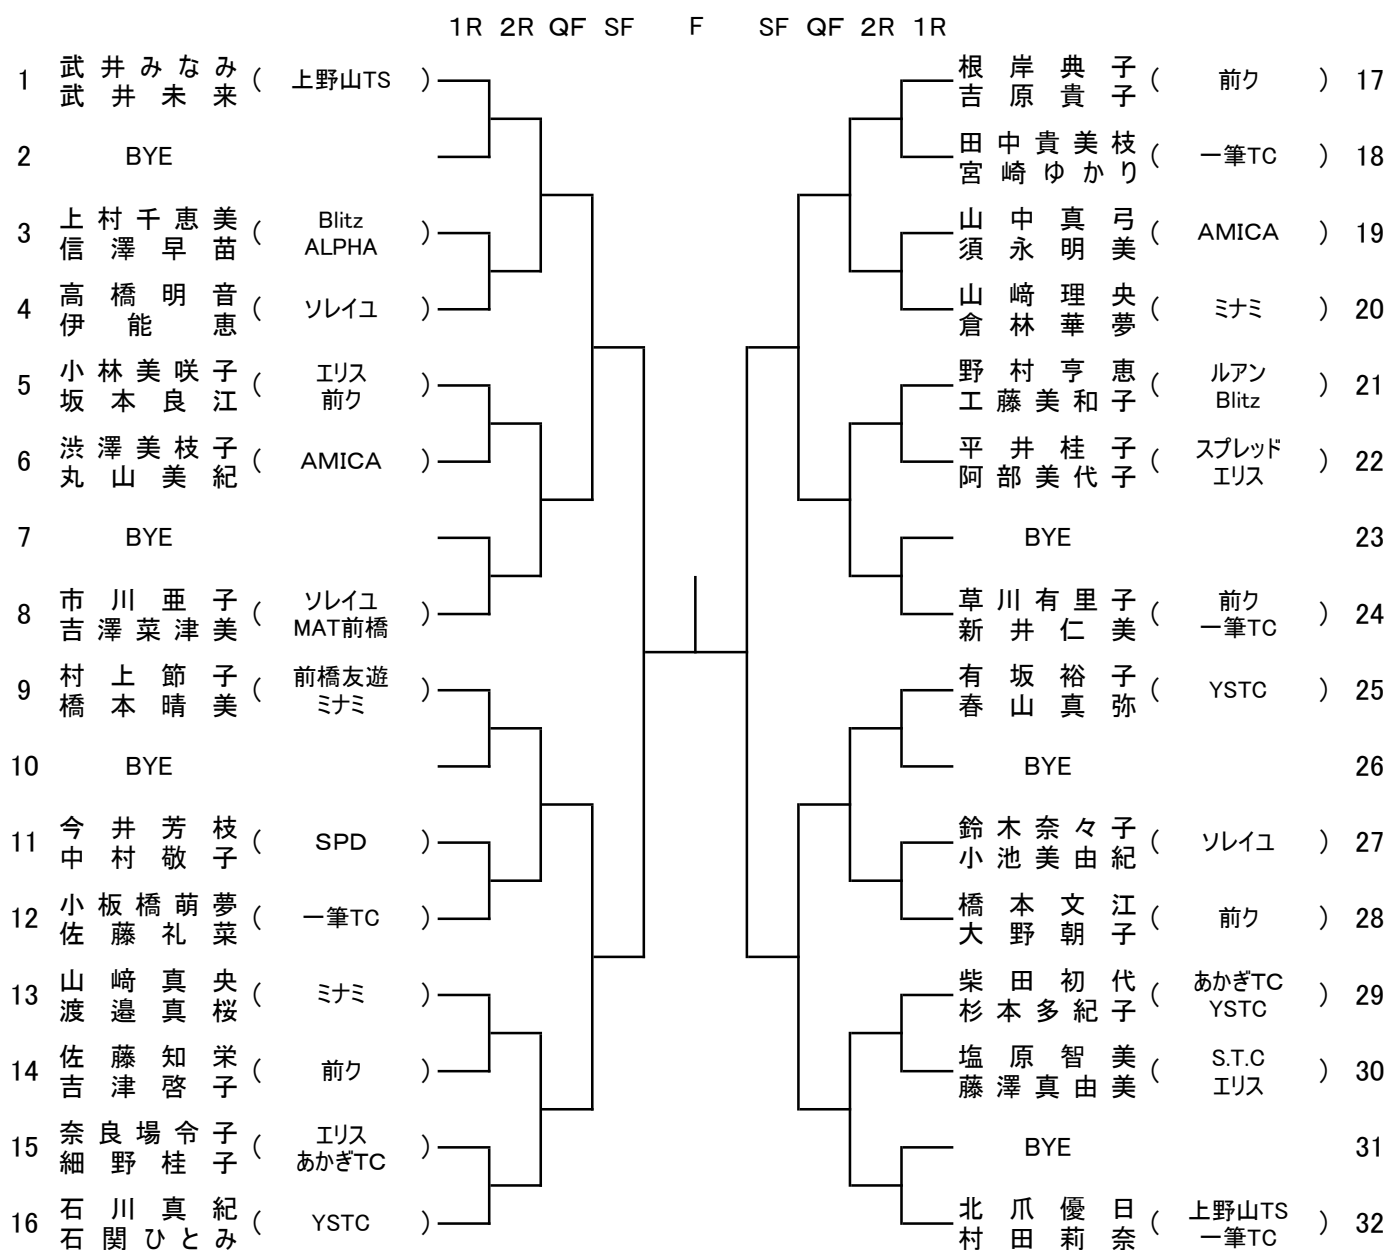 1R 2R QF SF F SF QF 2R 1R
1 武井みなみ ( 上野山TS )
武井未来
2 BYE
3 上村千恵美 ( Blitz )
信澤早苗 ALPHA
4 高橋明音 ( ソレイユ )
伊能恵
5 小林美咲子 ( エリス )
坂本良江 前ク
6 渋澤美枝子 ( AMICA )
丸山美紀
7 BYE
8 市川亜子 ( ソレイユ )
吉澤菜津美 MAT前橋
9 村上節子 ( 前橋友遊 )
橋本晴美 ミナミ
10 BYE
11 今井芳枝 ( SPD )
中村敬子
12 小板橋萌夢 ( 一筆TC )
佐藤礼菜
13 山﨑真央 ( ミナミ )
渡邉真桜
14 佐藤知栄 ( 前ク )
吉津啓子
15 奈良場令子 ( エリス )
細野桂子 あかぎTC
16 石川真紀 ( YSTC )
石関ひとみ
根岸典子 ( 前ク ) 17
吉原貴子
田中貴美枝 ( 一筆TC ) 18
宮崎ゆかり
山中真弓 ( AMICA ) 19
須永明美
山﨑理央 ( ミナミ ) 20
倉林華夢
野村亨恵 ( ルアン ) 21
工藤美和子 Blitz
平井桂子 ( スプレッド ) 22
阿部美代子 エリス
BYE 23
草川有里子 ( 前ク ) 24
新井仁美 一筆TC
有坂裕子 ( YSTC ) 25
春山真弥
BYE 26
鈴木奈々子 ( ソレイユ ) 27
小池美由紀
橋本文江 ( 前ク ) 28
大野朝子
柴田初代 ( あかぎTC ) 29
杉本多紀子 YSTC
塩原智美 ( S.T.C ) 30
藤澤真由美 エリス
BYE 31
北爪優日 ( 上野山TS ) 32
村田莉奈 一筆TC